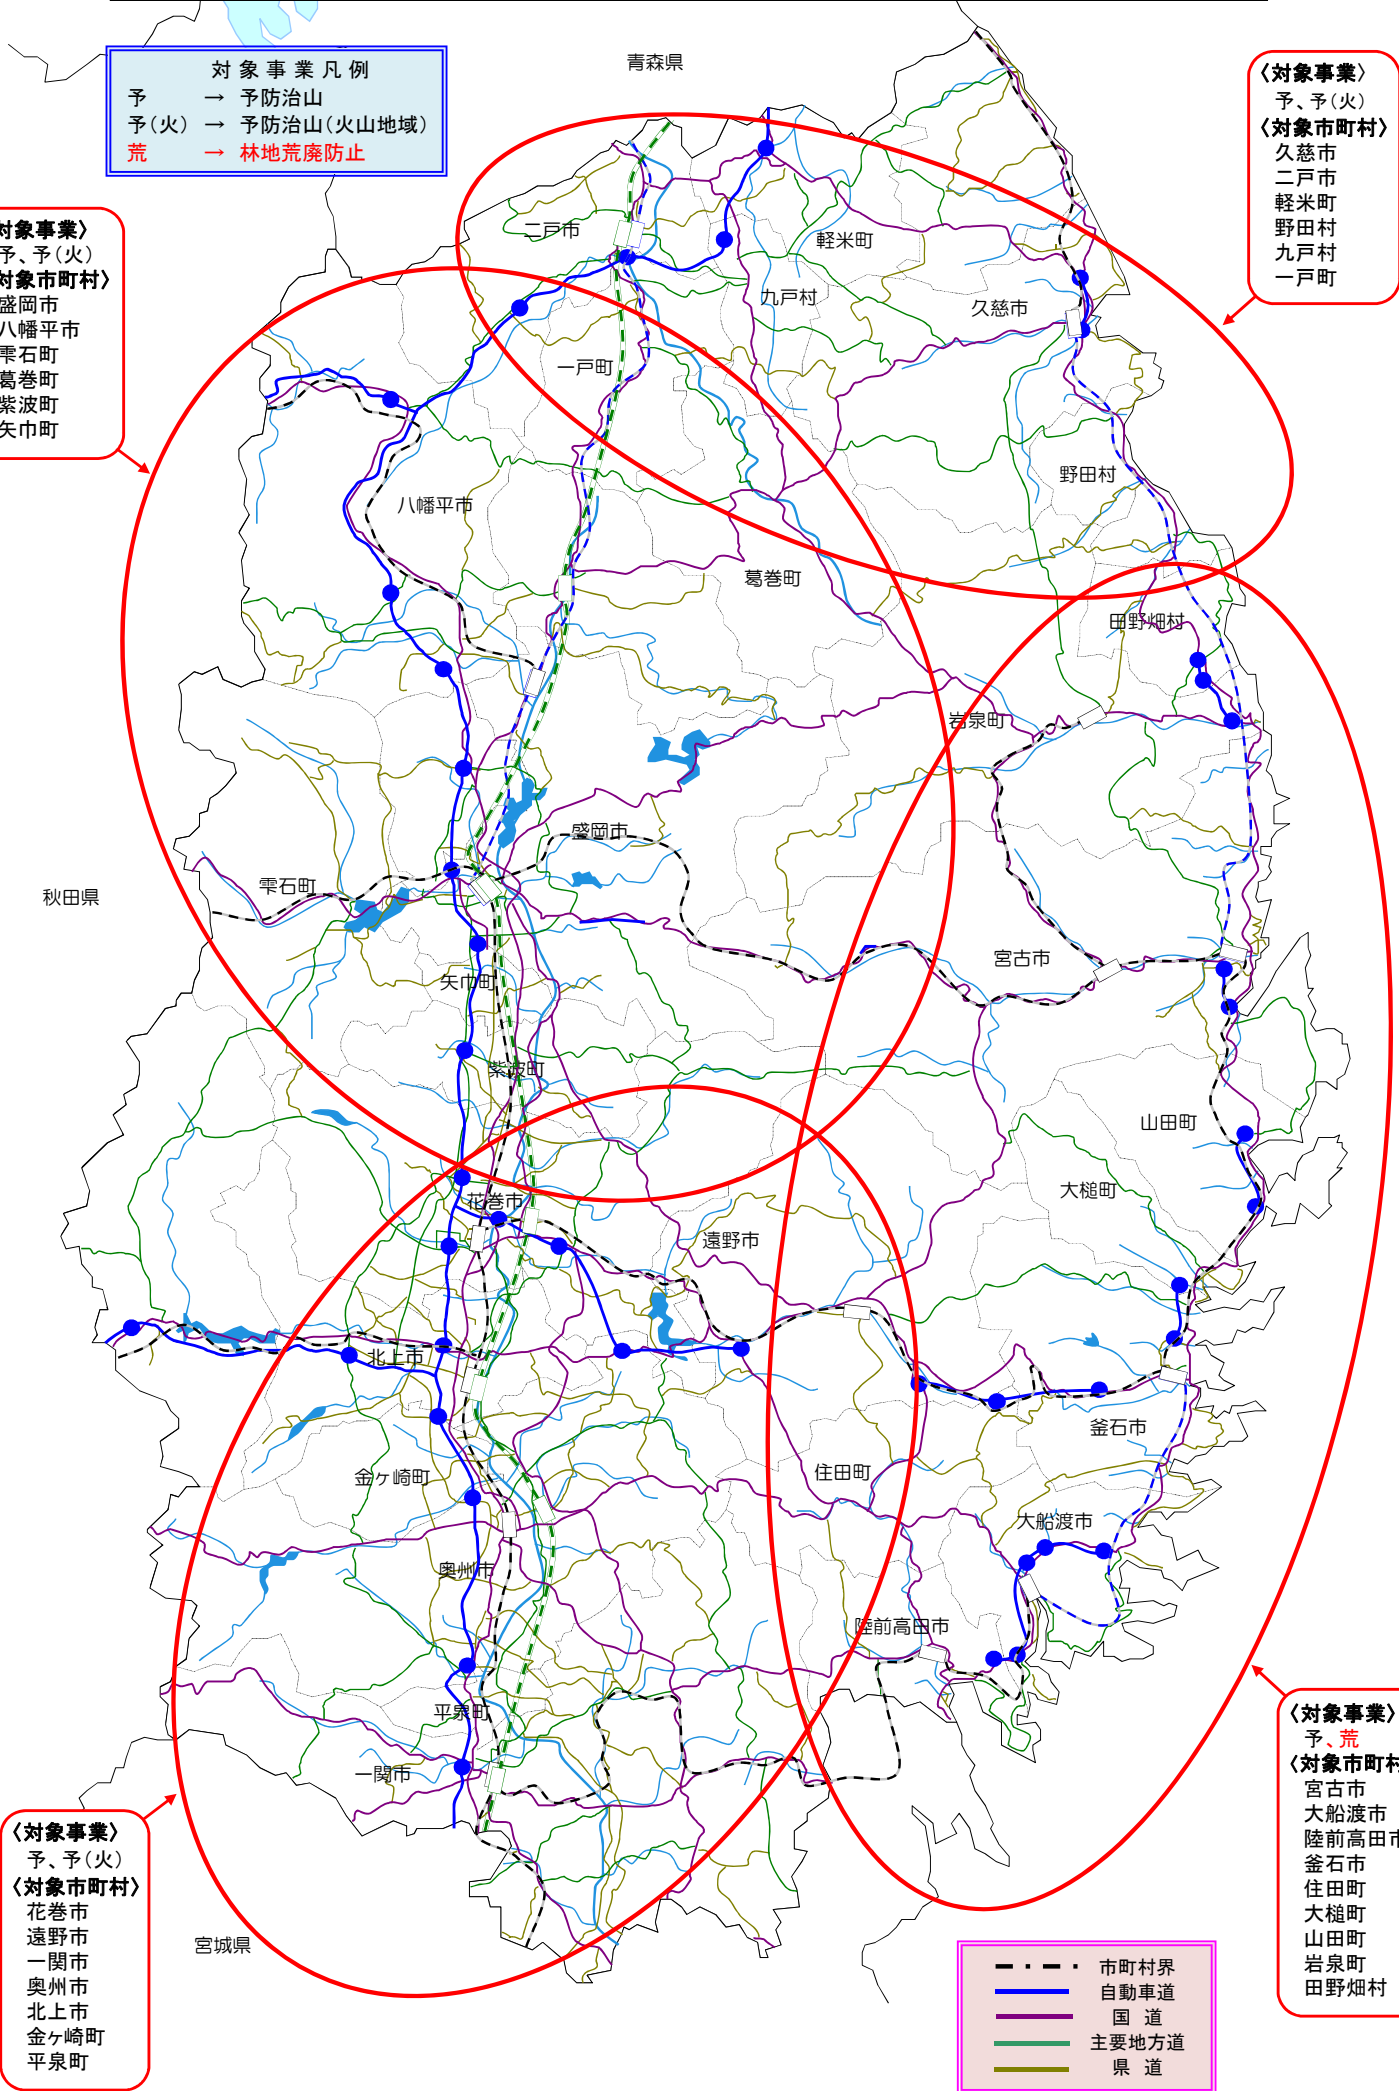 対象事業凡例
予 → 予防治山
予(火) → 予防治山(火山地域)
荒 → 林地荒廃防止
青森県
〈対象事業〉
予、予(火)
〈対象市町村〉
久慈市
二戸市
軽米町
野田村
九戸村
一戸町
対象事業〉
予、予(火)
対象市町村〉
盛岡市
八幡平市
雫石町
葛巻町
紫波町
矢巾町
二戸市
軽米町
九戸村
久慈市
一戸町
野田村
八幡平市
葛巻町
田野畑村
岩泉町
盛岡市
雫石町
秋田県
宮古市
矢巾町
紫波町
山田町
大槌町
花巻市
遠野市
北上市
釜石市
金ヶ崎町
住田町
大船渡市
奥州市
陸前高田市
平泉町
一関市
宮城県
〈対象事業〉
予、荒
〈対象市町村
宮古市
大船渡市
陸前高田市
釜石市
住田町
大槌町
山田町
岩泉町
田野畑村
〈対象事業〉
予、予(火)
〈対象市町村〉
花巻市
遠野市
一関市
奥州市
北上市
金ヶ崎町
平泉町
市町村界
自動車道
国 道
主要地方道
県 道